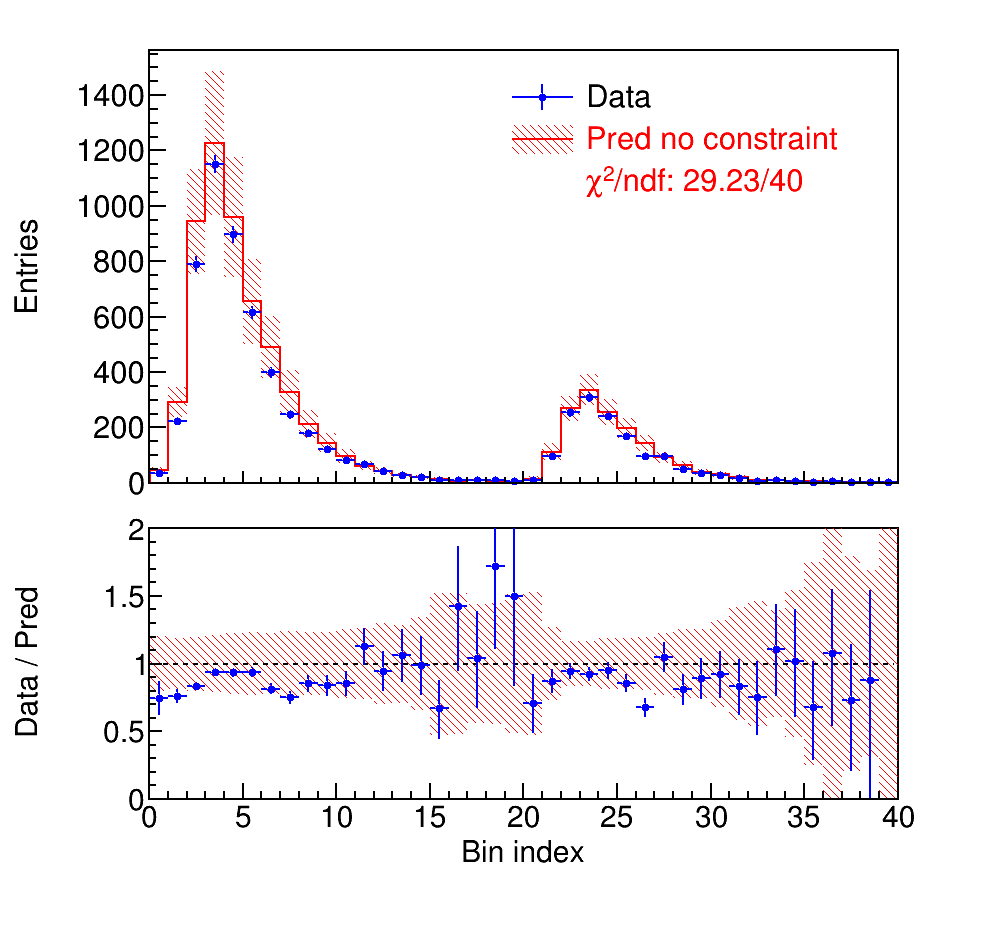 Entries
1400
1200
1000
800
600
400
200
0
Data
Pred no constraint
χ²/ndf: 29.23/40
Data / Pred
2
1.5
1
0.5
0
0 5 10 15 20 25 30 35 40
Bin index